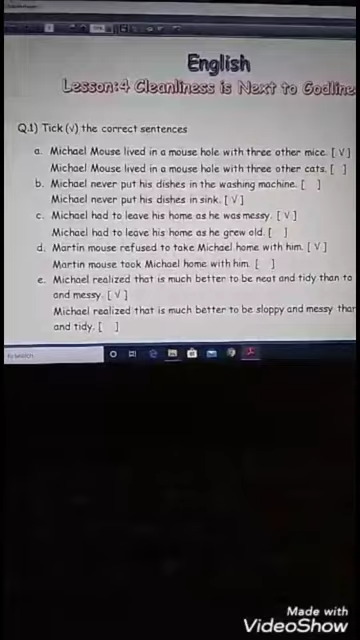 English
Lesson:4 Cleanliness is Next to Godline
Q.1) Tick (√) the correct sentences
a. Michael Mouse lived in a mouse hole with three other mice. [ √ ]
Michael Mouse lived in a mouse hole with three other cats. [ ]
b. Michael never put his dishes in the washing machine. [ ]
Michael never put his dishes in sink. [ √ ]
c. Michael had to leave his home as he was messy. [ √ ]
Michael had to leave his home as he grew old. [ ]
d. Martin mouse refused to take Michael home with him. [ √ ]
Martin mouse took Michael home with him. [ ]
e. Michael realized that is much better to be neat and tidy than to
and messy. [ √ ]
Michael realized that is much better to be sloppy and messy than
and tidy. [ ]
Made with
VideoShow